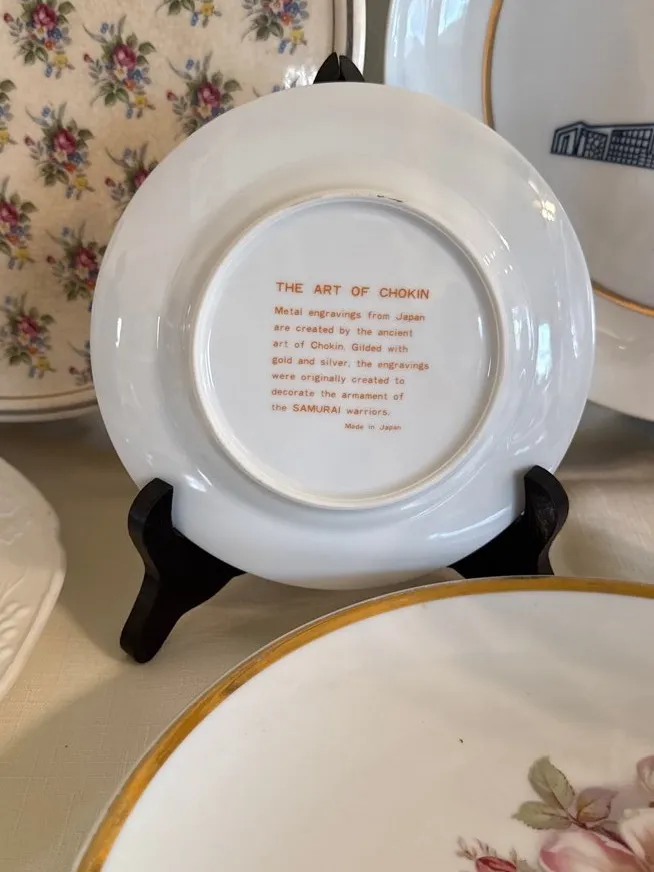 THE ART OF CHOKIN
Metal engravings from Japan
are created by the ancient
art of Chokin. Gilded with
gold and silver, the engravings
were originally created to
decorate the armament of
the SAMURAI warriors.
Made in Japan